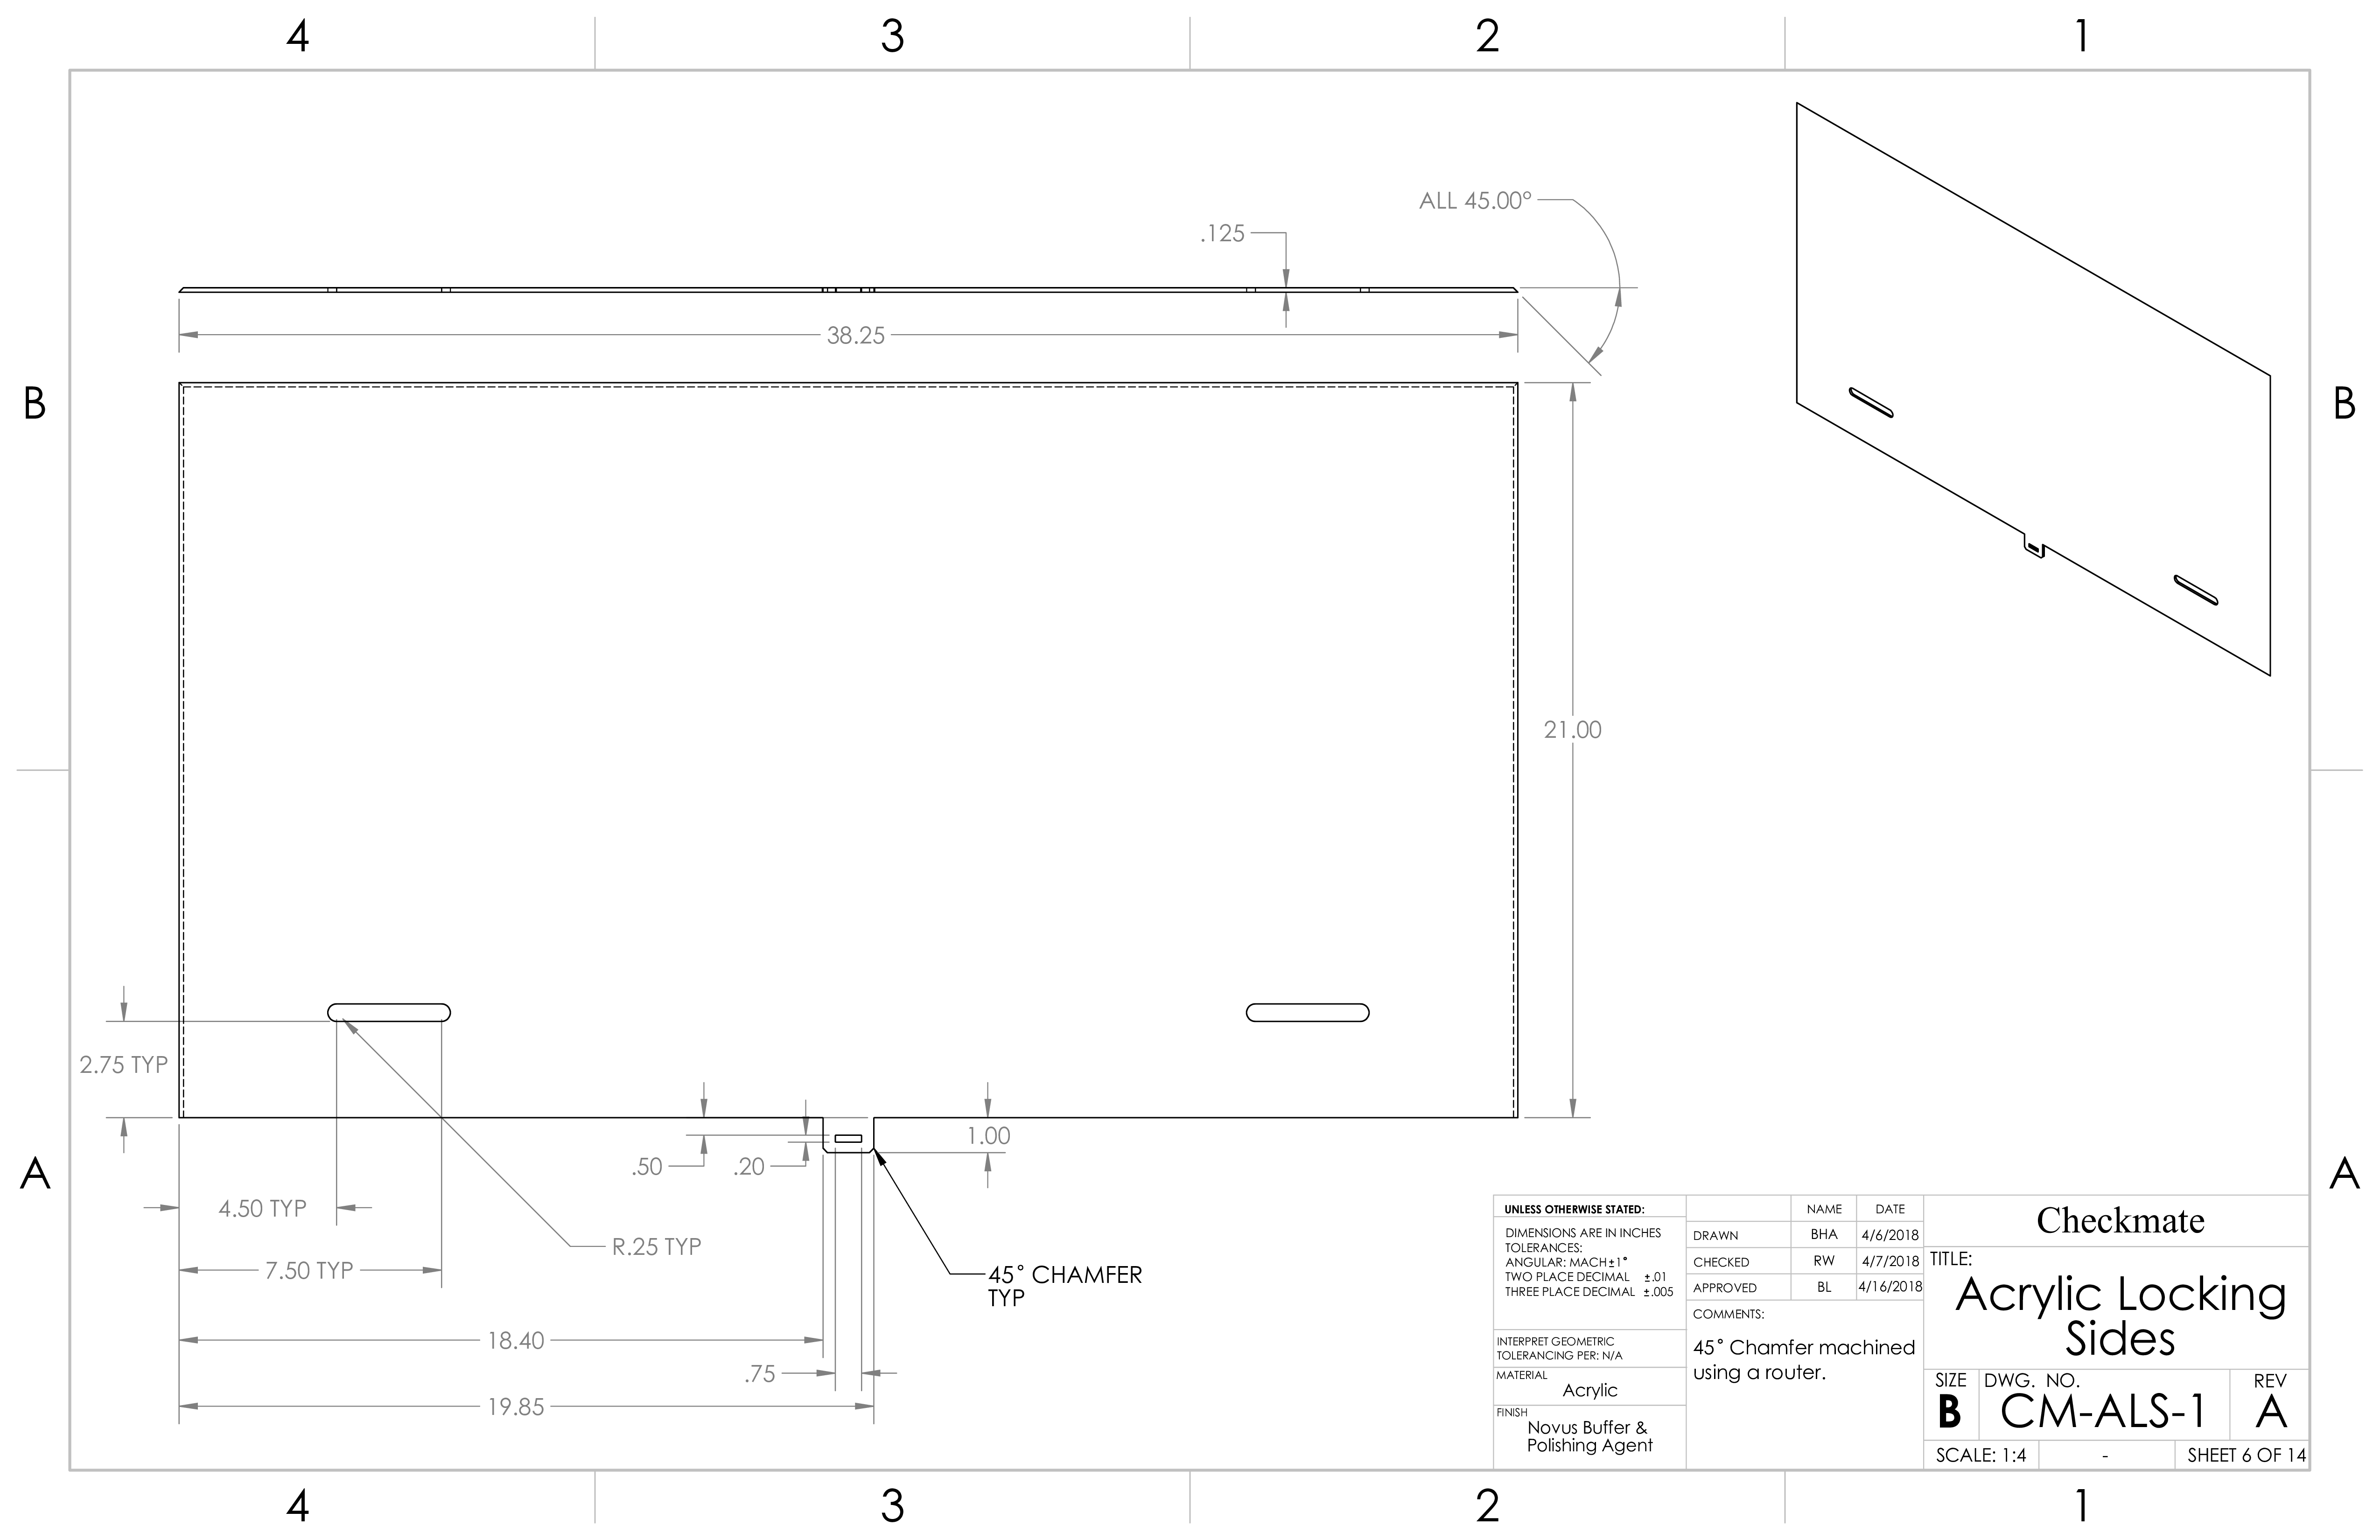 4 3 2 1
ALL 45.00°
.125
38.25
B B
21.00
2.75 TYP
1.00
.50 .20
A A
4.50 TYP
R.25 TYP
7.50 TYP
45° CHAMFER
TYP
18.40
.75
19.85
UNLESS OTHERWISE STATED:
DIMENSIONS ARE IN INCHES
TOLERANCES:
ANGULAR: MACH±1°
TWO PLACE DECIMAL ±.01
THREE PLACE DECIMAL ±.005
INTERPRET GEOMETRIC
TOLERANCING PER: N/A
MATERIAL
Acrylic
FINISH
Novus Buffer &
Polishing Agent
NAME DATE
DRAWN BHA 4/6/2018
CHECKED RW 4/7/2018
APPROVED BL 4/16/2018
COMMENTS:
45° Chamfer machined
using a router.
Checkmate
TITLE:
Acrylic Locking
Sides
SIZE DWG. NO. REV
B CM-ALS-1 A
SCALE: 1:4 - SHEET 6 OF 14
4 3 2 1